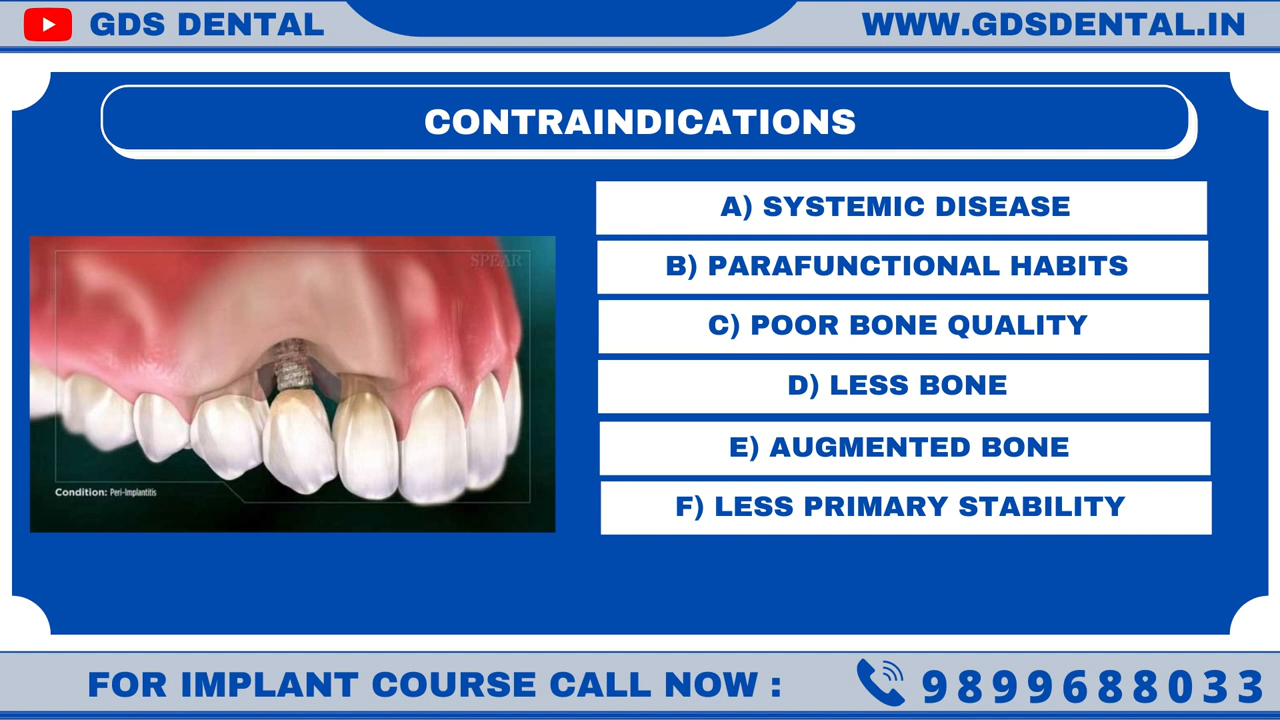 GDS DENTAL
WWW.GDSDENTAL.IN
CONTRAINDICATIONS
A) SYSTEMIC DISEASE
B) PARAFUNCTIONAL HABITS
C) POOR BONE QUALITY
D) LESS BONE
E) AUGMENTED BONE
F) LESS PRIMARY STABILITY
SPEAR
Condition: Peri-Implantitis
FOR IMPLANT COURSE CALL NOW :
9899688033